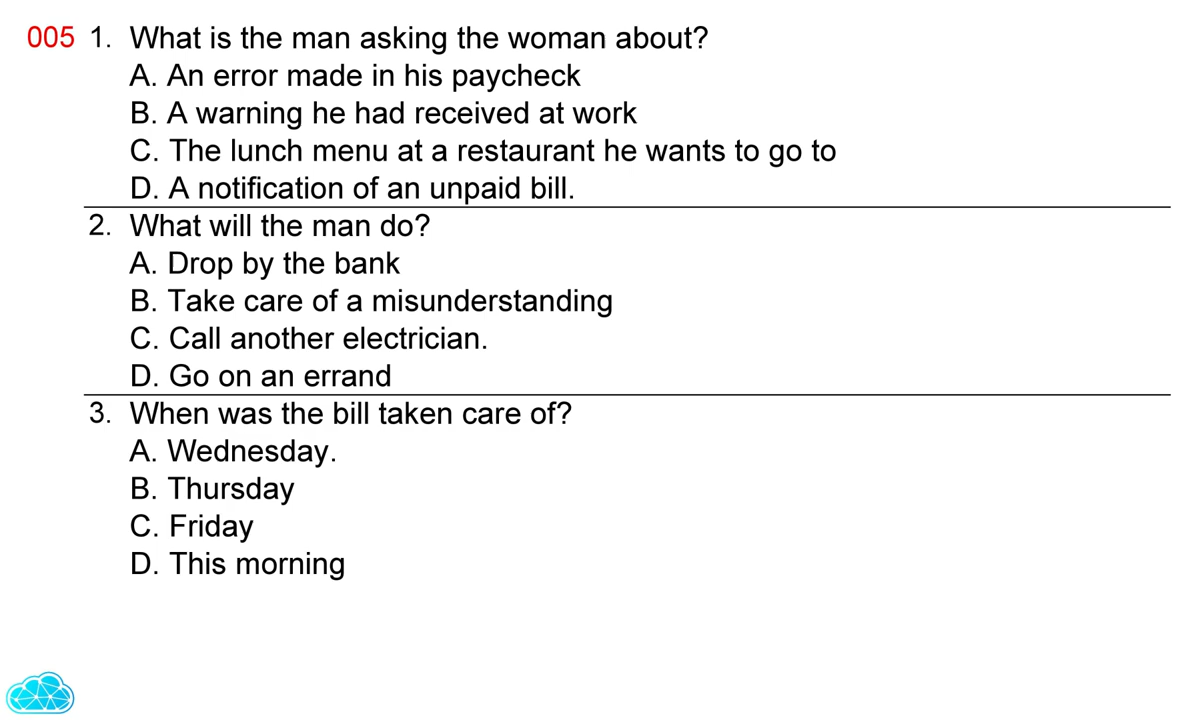 005 1. What is the man asking the woman about?
A. An error made in his paycheck
B. A warning he had received at work
C. The lunch menu at a restaurant he wants to go to
D. A notification of an unpaid bill.
2. What will the man do?
A. Drop by the bank
B. Take care of a misunderstanding
C. Call another electrician.
D. Go on an errand
3. When was the bill taken care of?
A. Wednesday.
B. Thursday
C. Friday
D. This morning